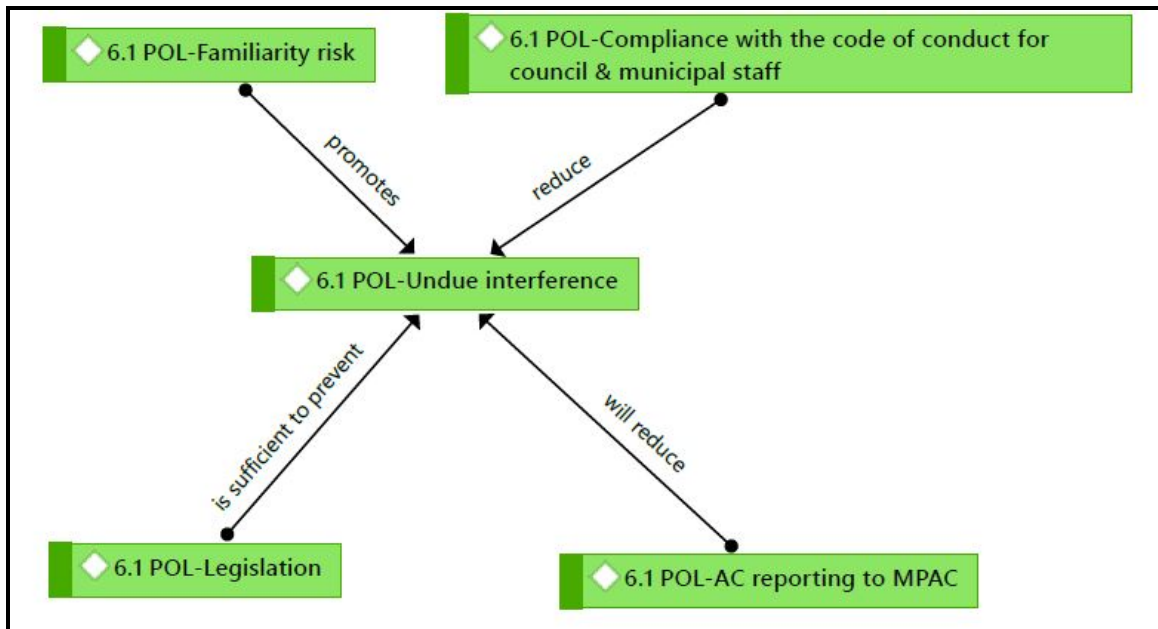 6.1 POL-Familiarity risk
6.1 POL-Compliance with the code of conduct for
council & municipal staff
promotes
reduce
6.1 POL-Undue interference
is sufficient to prevent
will reduce
6.1 POL-Legislation
6.1 POL-AC reporting to MPAC